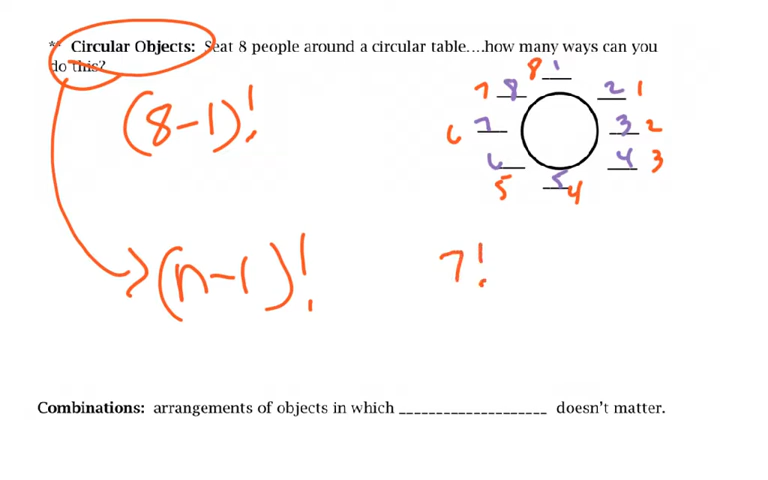 ** Circular Objects: Seat 8 people around a circular table....how many ways can you
do this?
8 1
7 8 2 1
6 7 3 2
6 4 3
5 5 4
(8-1)!
(n-1)! 7!
Combinations: arrangements of objects in which ____________________ doesn't matter.